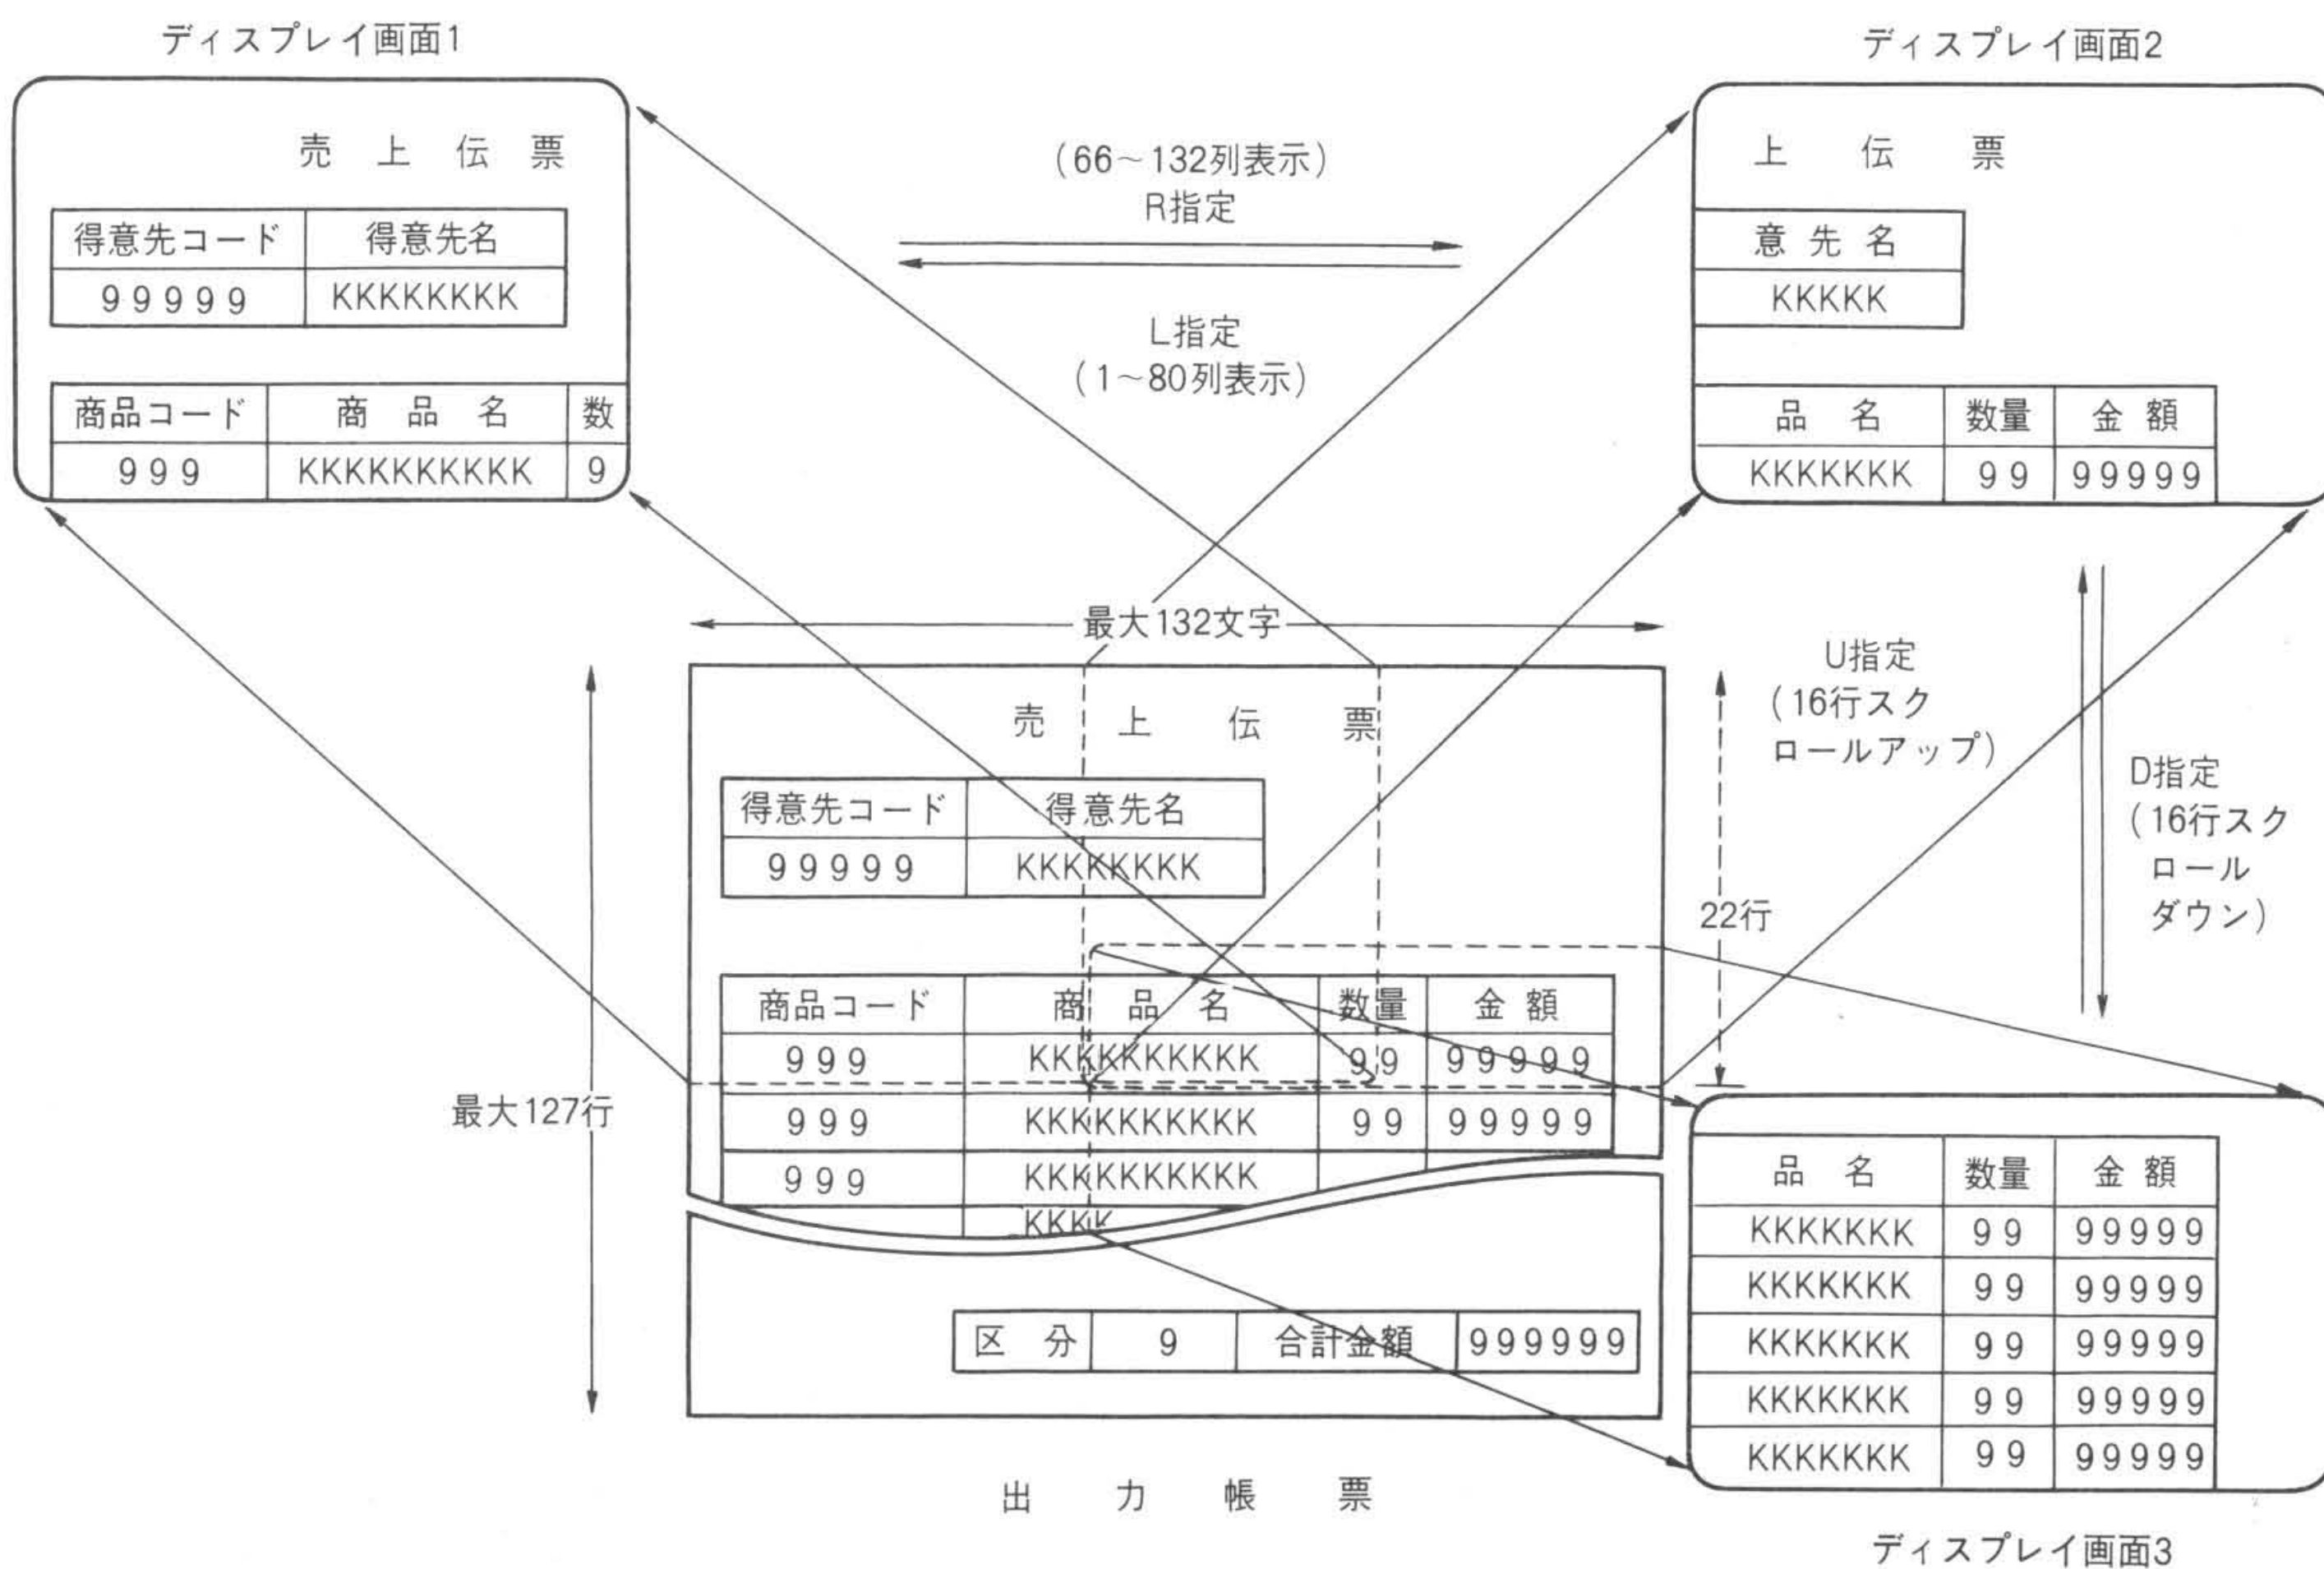 ディスプレイ画面1
売 上 伝 票
得意先コード 得意先名
99999 KKKKKKKK
商品コード 商 品 名 数
999 KKKKKKKKKK 9
(66～132列表示)
R指定
L指定
(1～80列表示)
ディスプレイ画面2
上 伝 票
意 先 名
KKKKK
品 名 数量 金 額
KKKKKKK 99 99999
最大132文字
売 上 伝 票
得意先コード 得意先名
99999 KKKKKKKK
商品コード 商 品 名 数量 金 額
999 KKKKKKKKKK 99 99999
999 KKKKKKKKKK 99 99999
999 KKKKKKKKKK
KKKK
区 分 9 合計金額 999999
最大127行
出 力 帳 票
22行
U指定
(16行スク
ロールアップ)
D指定
(16行スク
ロール
ダウン)
品 名 数量 金 額
KKKKKKK 99 99999
KKKKKKK 99 99999
KKKKKKK 99 99999
KKKKKKK 99 99999
KKKKKKK 99 99999
ディスプレイ画面3